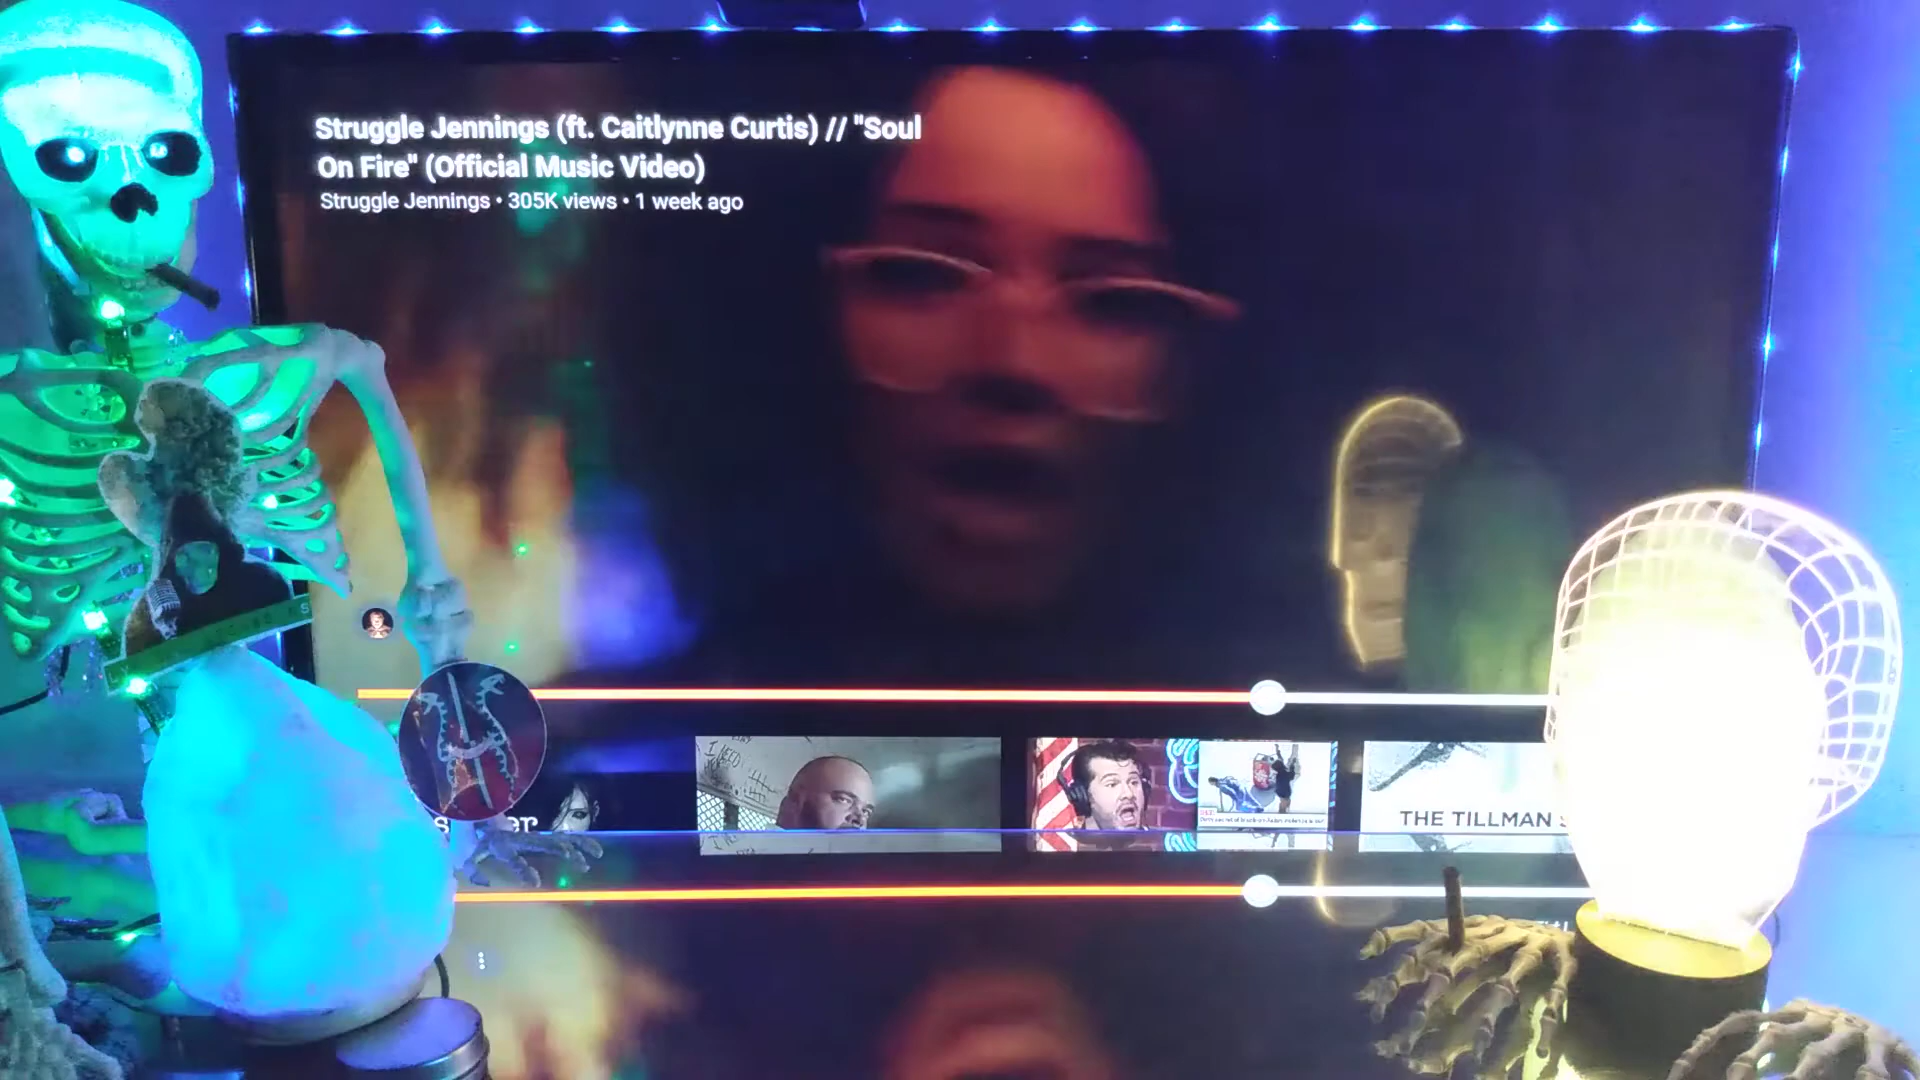 Struggle Jennings (ft. Caitlynne Curtis) // "Soul
On Fire" (Official Music Video)
Struggle Jennings • 305K views • 1 week ago
I NEED
THE TILLMAN